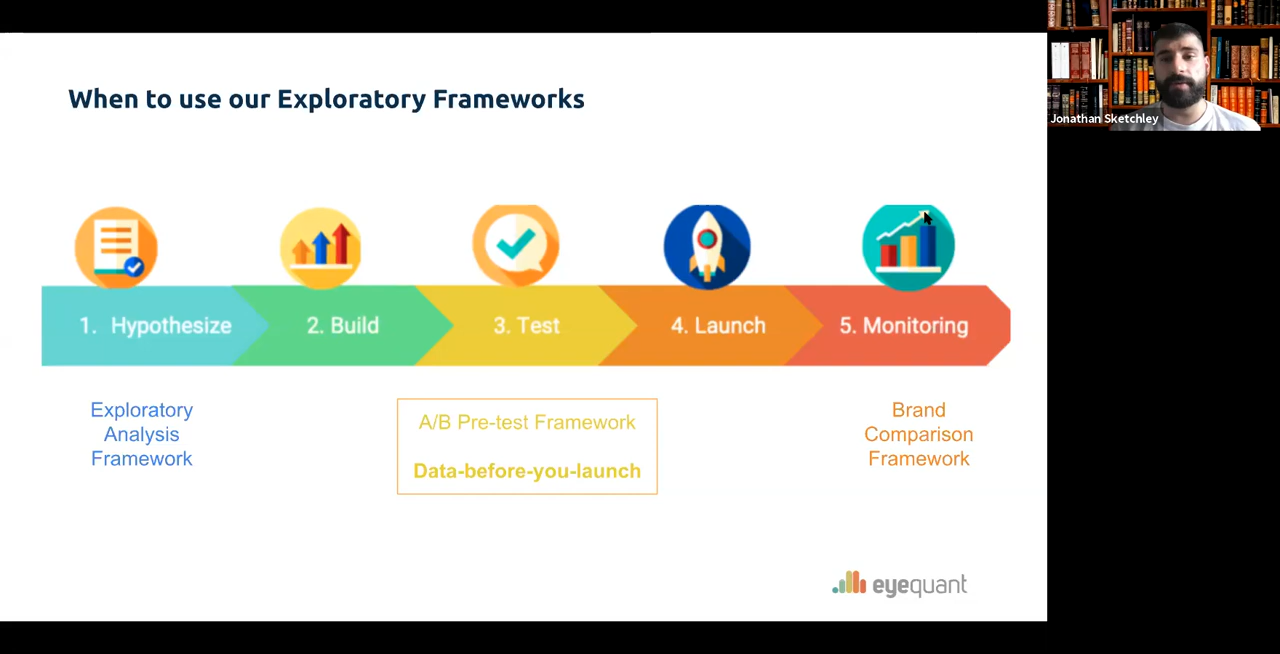 When to use our Exploratory Frameworks
Jonathan Sketchley
1. Hypothesize
2. Build
3. Test
4. Launch
5. Monitoring
Exploratory
Analysis
Framework
A/B Pre-test Framework
Data-before-you-launch
Brand
Comparison
Framework
eyequant